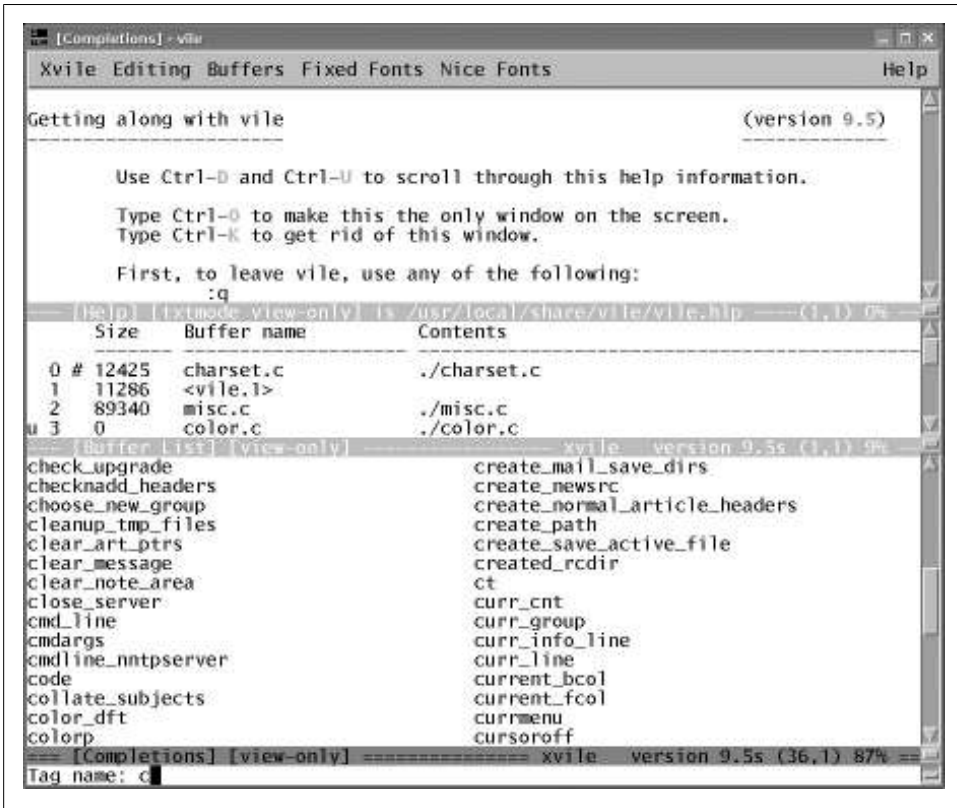 [Completions] - vile
Xvile Editing Buffers Fixed Fonts Nice Fonts Help
Getting along with vile (version 9.5)
----------------------- -------------
Use Ctrl-D and Ctrl-U to scroll through this help information.
Type Ctrl-O to make this the only window on the screen.
Type Ctrl-K to get rid of this window.
First, to leave vile, use any of the following:
:q
--- [Help] [txtmode view-only] is /usr/local/share/vile/vile.hlp ----(1,1) 0% --
Size Buffer name Contents
------- -------------------- --------
0 # 12425 charset.c ./charset.c
1 11286 <vile.1>
2 89340 misc.c ./misc.c
u 3 0 color.c ./color.c
--- [Buffer List] [view-only] --------------- xvile version 9.5s (1,1) 9% --
check_upgrade create_mail_save_dirs
checknadd_headers create_newsrc
choose_new_group create_normal_article_headers
cleanup_tmp_files create_path
clear_art_ptrs create_save_active_file
clear_message created_rcdir
clear_note_area ct
close_server curr_cnt
cmd_line curr_group
cmdargs curr_info_line
cmdline_nntpserver curr_line
code current_bcol
collate_subjects current_fcol
color_dft currmenu
colorp cursoroff
=== [Completions] [view-only] =============== xvile version 9.5s (36,1) 87% ==
Tag name: c